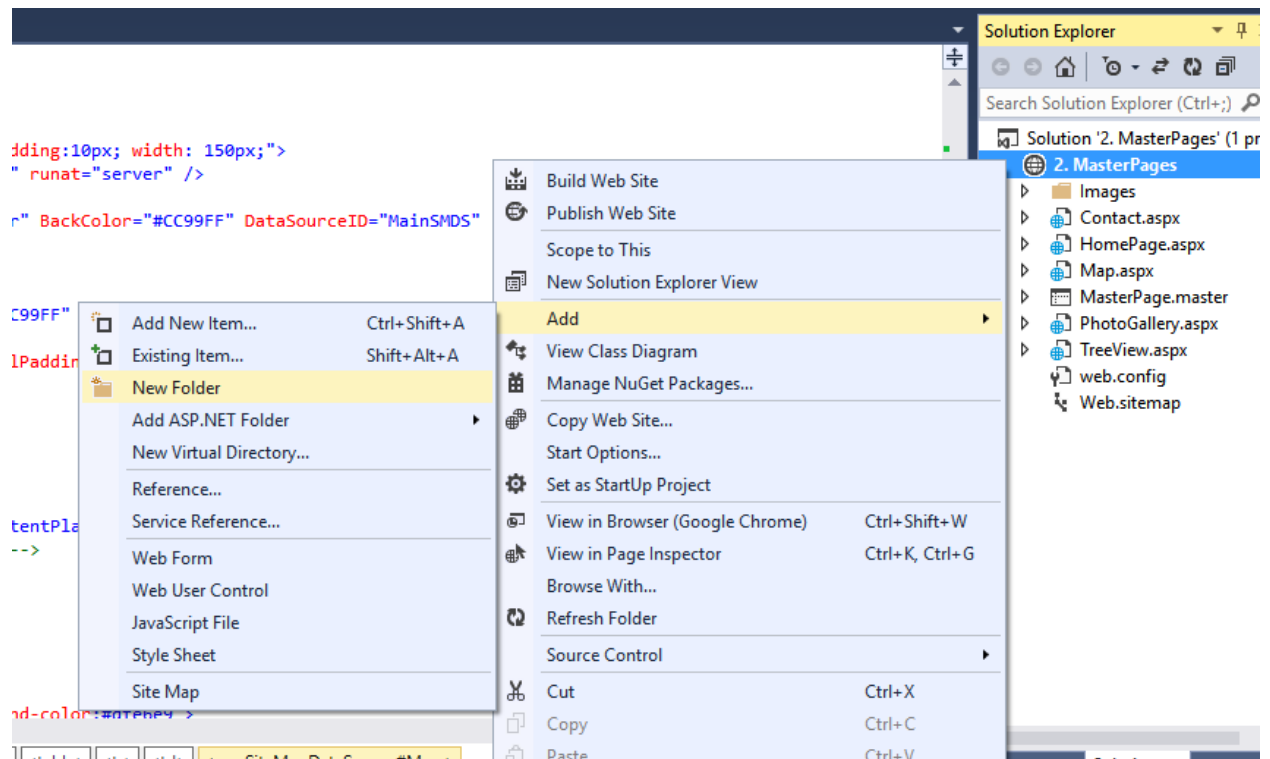 Solution Explorer
Search Solution Explorer (Ctrl+;)
Solution '2. MasterPages' (1 pr
2. MasterPages
Images
Contact.aspx
HomePage.aspx
Map.aspx
MasterPage.master
PhotoGallery.aspx
TreeView.aspx
web.config
Web.sitemap
dding:10px; width: 150px;">
" runat="server" />
r" BackColor="#CC99FF" DataSourceID="MainSMDS"
C99FF"
lPaddin
tentPla
-->
Build Web Site
Publish Web Site
Scope to This
New Solution Explorer View
Add
View Class Diagram
Manage NuGet Packages...
Copy Web Site...
Start Options...
Set as StartUp Project
View in Browser (Google Chrome) Ctrl+Shift+W
View in Page Inspector Ctrl+K, Ctrl+G
Browse With...
Refresh Folder
Source Control
Cut Ctrl+X
Copy Ctrl+C
Paste Ctrl+V
Add New Item... Ctrl+Shift+A
Existing Item... Shift+Alt+A
New Folder
Add ASP.NET Folder
New Virtual Directory...
Reference...
Service Reference...
Web Form
Web User Control
JavaScript File
Style Sheet
Site Map